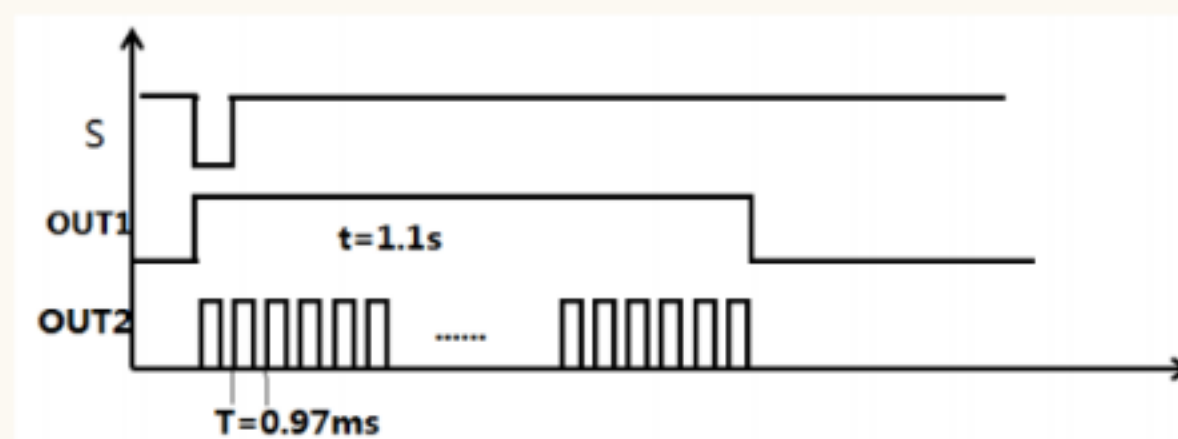 S
OUT1
t=1.1s
OUT2
......
T=0.97ms